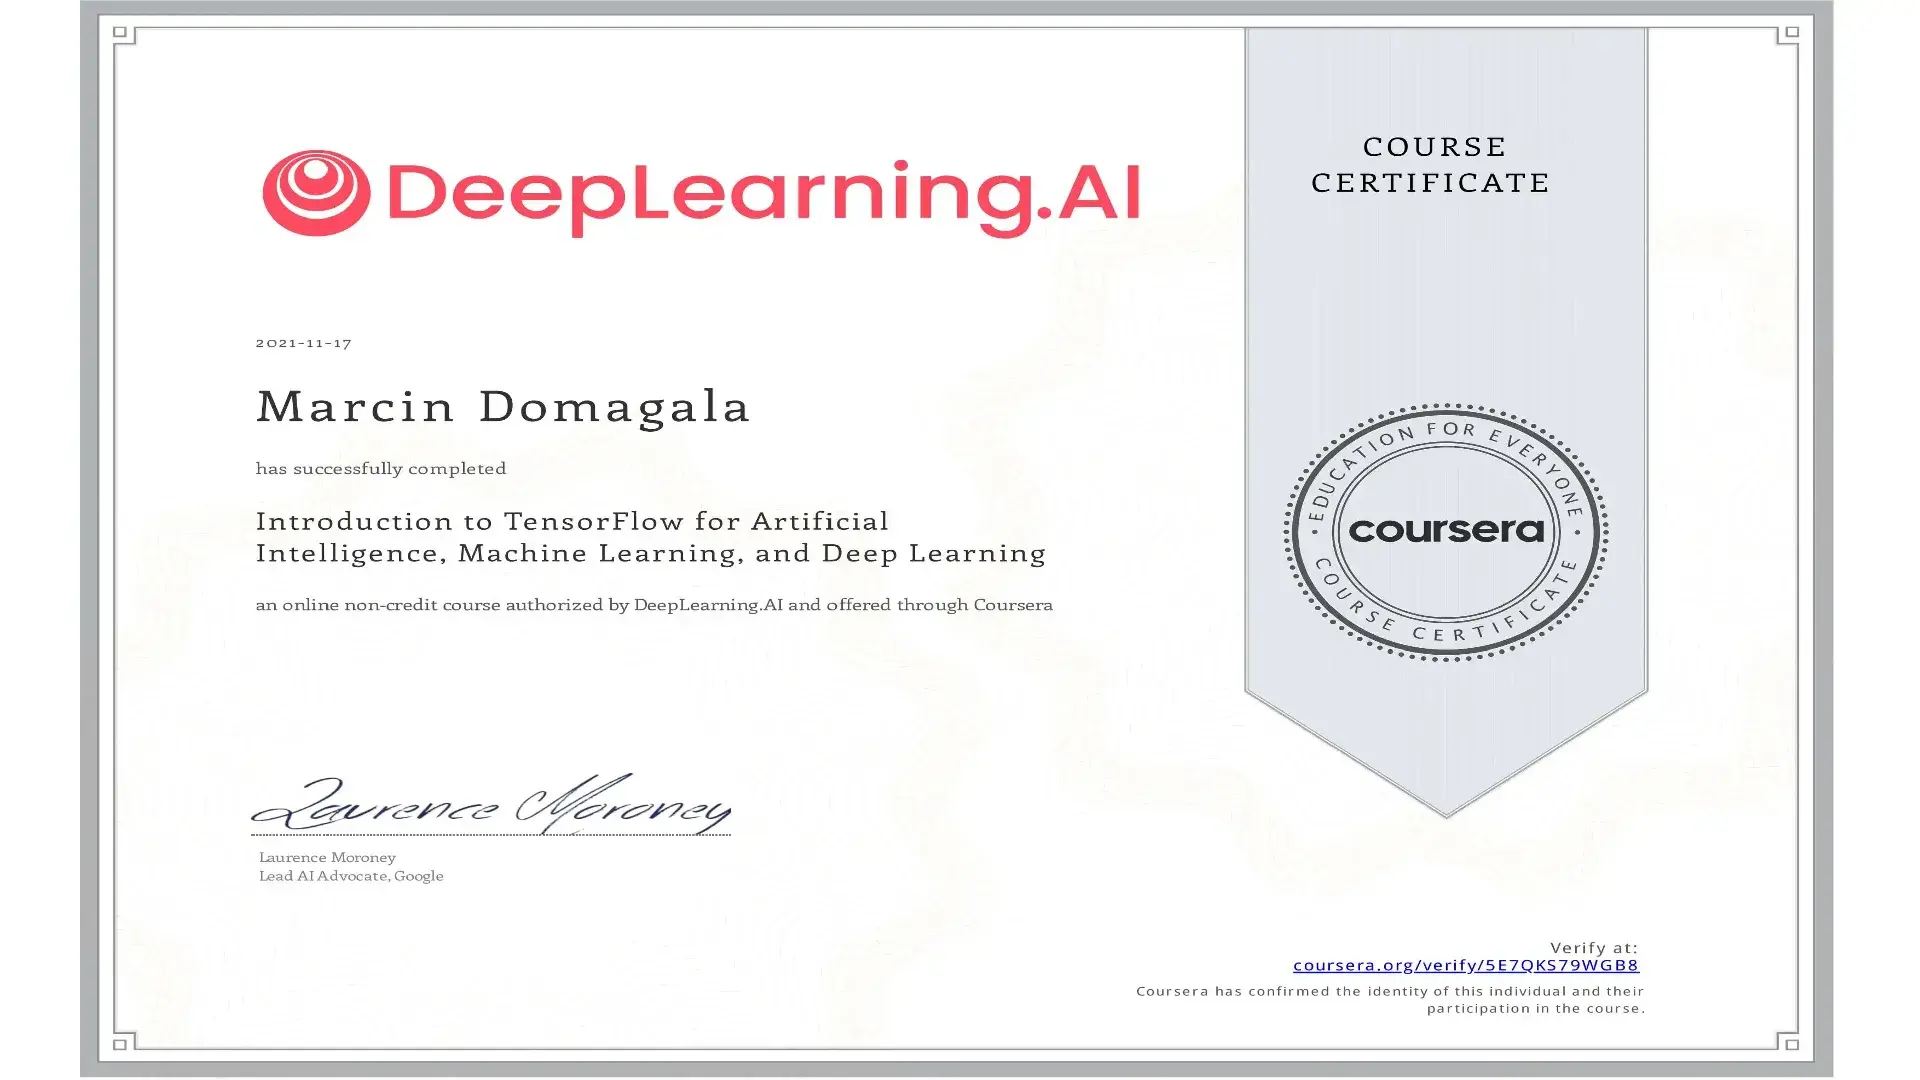 DeepLearning.AI
COURSE
CERTIFICATE
2021-11-17
Marcin Domagala
has successfully completed
Introduction to TensorFlow for Artificial
Intelligence, Machine Learning, and Deep Learning
an online non-credit course authorized by DeepLearning.AI and offered through Coursera
EDUCATION FOR EVERYONE
coursera
COURSE CERTIFICATE
Laurence Moroney
Laurence Moroney
Lead AI Advocate, Google
Verify at:
coursera.org/verify/5E7QKS79WGB8
Coursera has confirmed the identity of this individual and their
participation in the course.